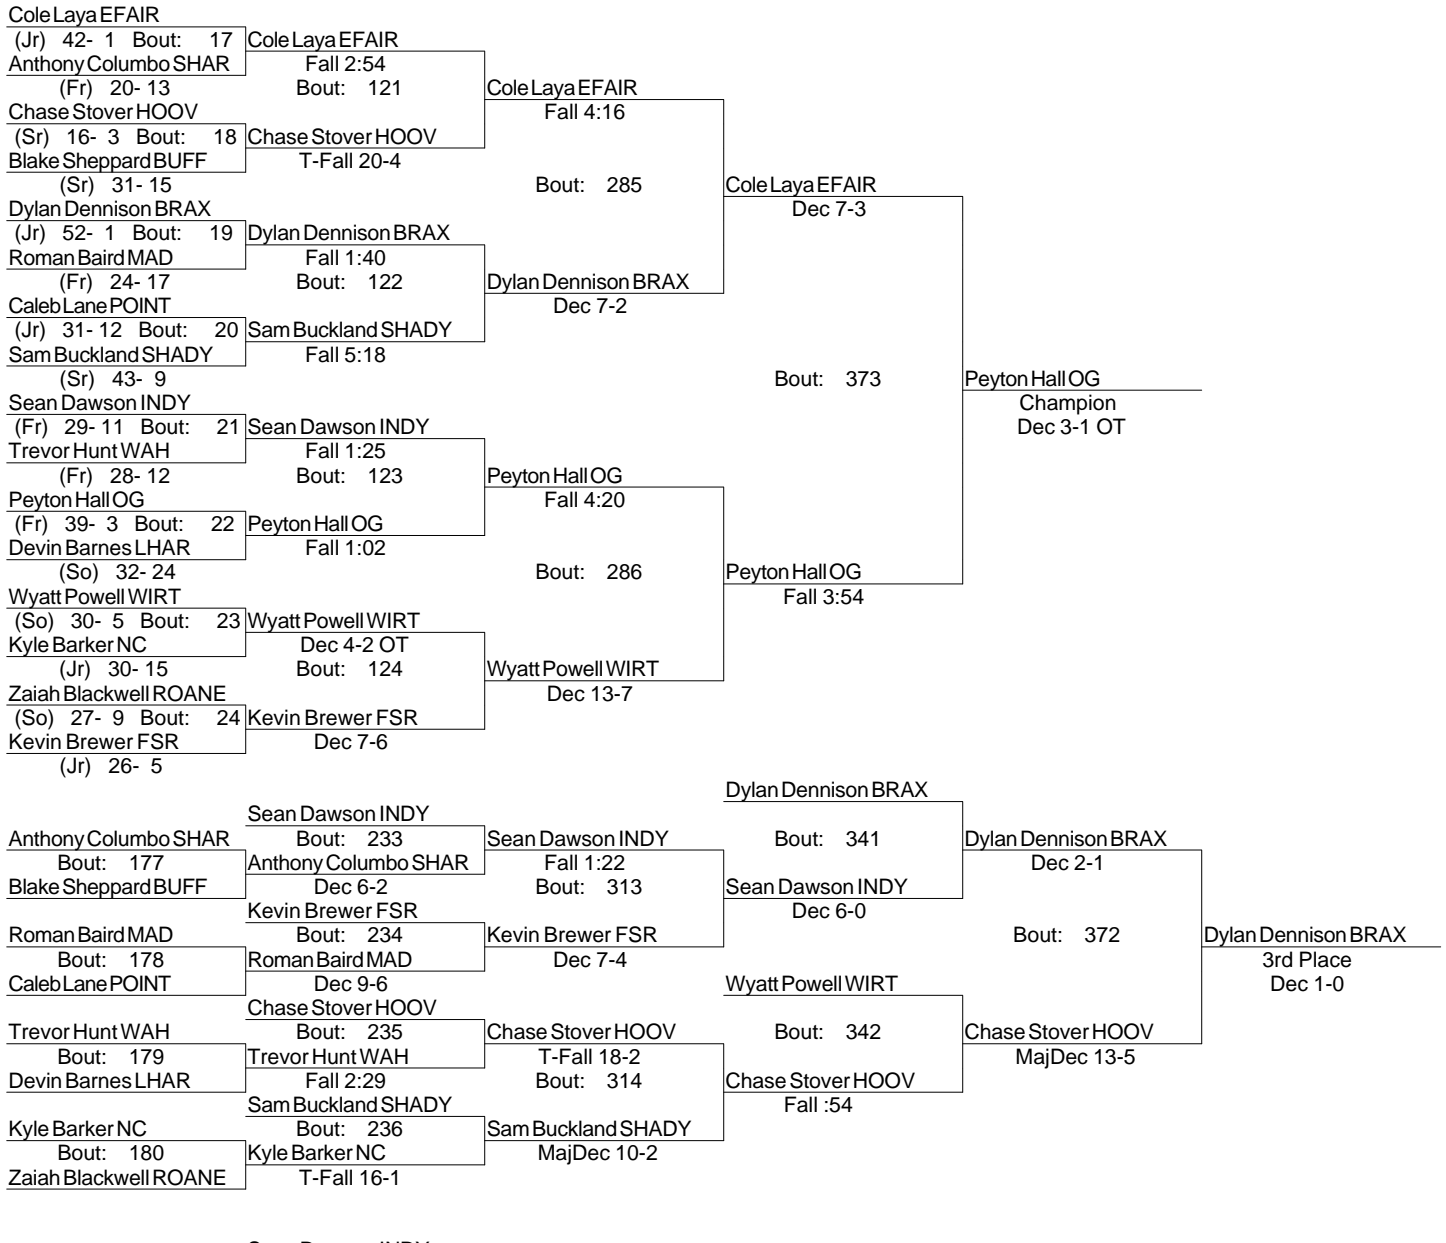 Cole Laya EFAIR
(Jr) 42- 1 Bout: 17 Cole Laya EFAIR
Anthony Columbo SHAR Fall 2:54
(Fr) 20- 13 Bout: 121 Cole Laya EFAIR
Chase Stover HOOV Fall 4:16
(Sr) 16- 3 Bout: 18 Chase Stover HOOV
Blake Sheppard BUFF T-Fall 20-4
(Sr) 31- 15 Bout: 285 Cole Laya EFAIR
Dylan Dennison BRAX Dec 7-3
(Jr) 52- 1 Bout: 19 Dylan Dennison BRAX
Roman Baird MAD Fall 1:40
(Fr) 24- 17 Bout: 122 Dylan Dennison BRAX
Caleb Lane POINT Dec 7-2
(Jr) 31- 12 Bout: 20 Sam Buckland SHADY
Sam Buckland SHADY Fall 5:18
(Sr) 43- 9 Bout: 373 Peyton Hall OG
Sean Dawson INDY Champion
(Fr) 29- 11 Bout: 21 Sean Dawson INDY Dec 3-1 OT
Trevor Hunt WAH Fall 1:25
(Fr) 28- 12 Bout: 123 Peyton Hall OG
Peyton Hall OG Fall 4:20
(Fr) 39- 3 Bout: 22 Peyton Hall OG
Devin Barnes LHAR Fall 1:02
(So) 32- 24 Bout: 286 Peyton Hall OG
Wyatt Powell WIRT Fall 3:54
(So) 30- 5 Bout: 23 Wyatt Powell WIRT
Kyle Barker NC Dec 4-2 OT
(Jr) 30- 15 Bout: 124 Wyatt Powell WIRT
Zaiah Blackwell ROANE Dec 13-7
(So) 27- 9 Bout: 24 Kevin Brewer FSR
Kevin Brewer FSR Dec 7-6
(Jr) 26- 5
Dylan Dennison BRAX
Sean Dawson INDY
Anthony Columbo SHAR Bout: 233 Sean Dawson INDY Bout: 341 Dylan Dennison BRAX
Bout: 177 Anthony Columbo SHAR Fall 1:22 Dec 2-1
Blake Sheppard BUFF Dec 6-2 Bout: 313 Sean Dawson INDY
Kevin Brewer FSR Dec 6-0
Roman Baird MAD Bout: 234 Kevin Brewer FSR Bout: 372 Dylan Dennison BRAX
Bout: 178 Roman Baird MAD Dec 7-4 3rd Place
Caleb Lane POINT Dec 9-6 Wyatt Powell WIRT Dec 1-0
Chase Stover HOOV
Trevor Hunt WAH Bout: 235 Chase Stover HOOV Bout: 342 Chase Stover HOOV
Bout: 179 Trevor Hunt WAH T-Fall 18-2 MajDec 13-5
Devin Barnes LHAR Fall 2:29 Bout: 314 Chase Stover HOOV
Sam Buckland SHADY Fall :54
Kyle Barker NC Bout: 236 Sam Buckland SHADY
Bout: 180 Kyle Barker NC MajDec 10-2
Zaiah Blackwell ROANE T-Fall 16-1